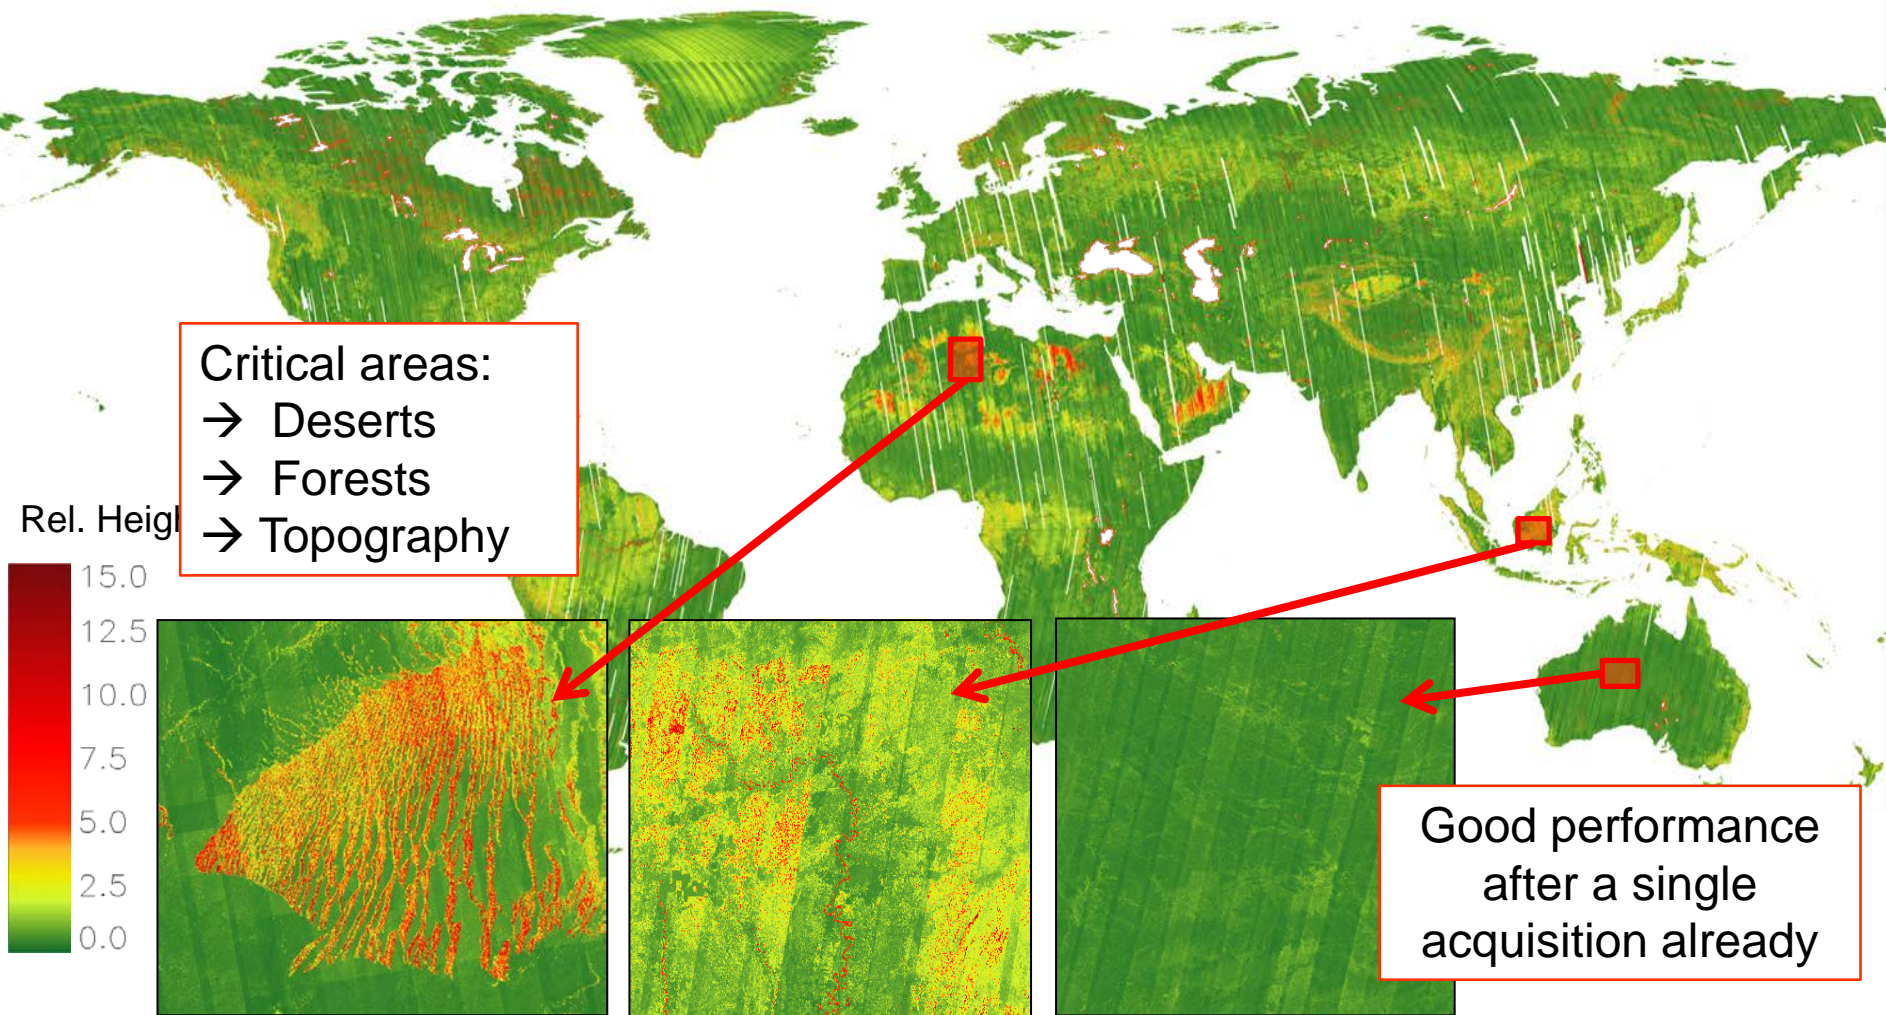 Critical areas:
→ Deserts
→ Forests
→ Topography
Rel.
15.0
12.5
10.0
7.5
5.0
2.5
0.0
Good performance
after a single
acquisition already